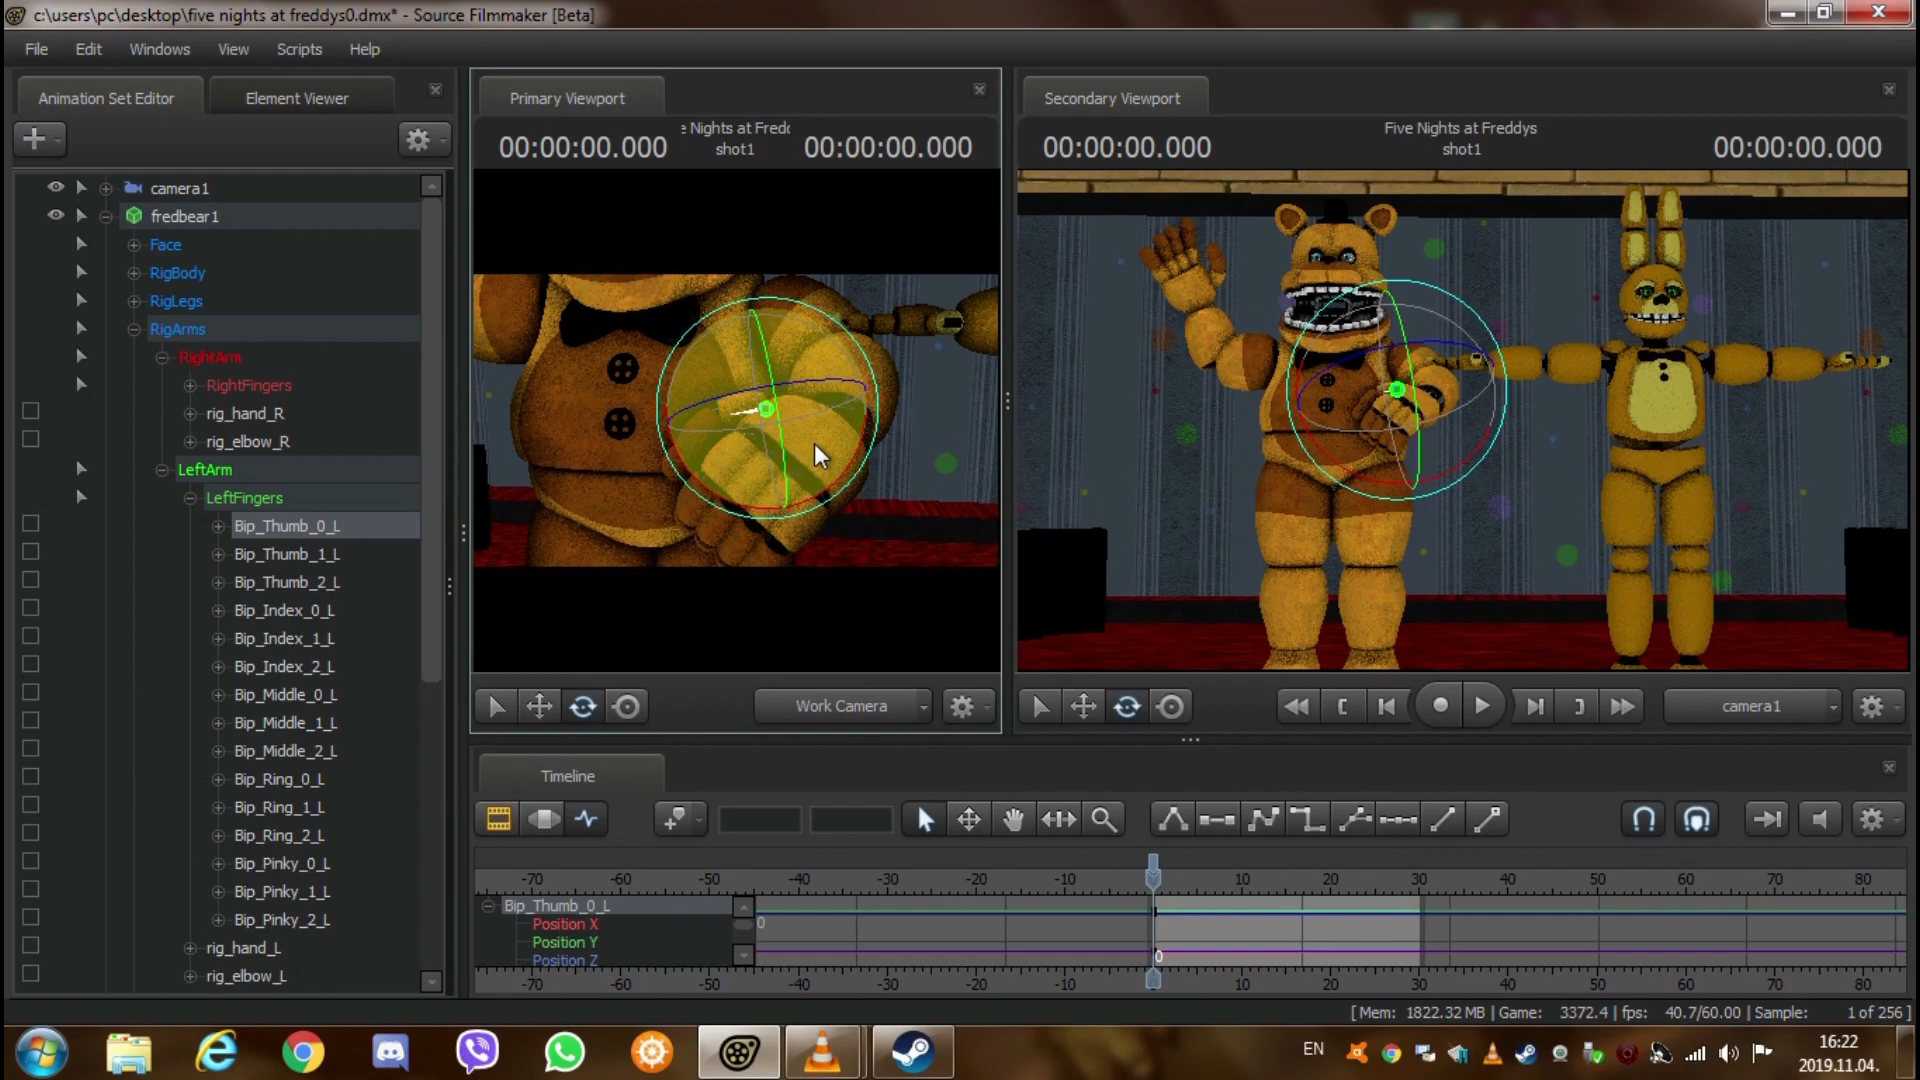 c:\users\pc\desktop\five nights at freddys0.dmx* - Source Filmmaker [Beta]
File Edit Windows View Scripts Help
Animation Set Editor Element Viewer
camera1
fredbear1
Face
RigBody
RigLegs
RigArms
RightArm
RightFingers
rig_hand_R
rig_elbow_R
LeftArm
LeftFingers
Bip_Thumb_0_L
Bip_Thumb_1_L
Bip_Thumb_2_L
Bip_Index_0_L
Bip_Index_1_L
Bip_Index_2_L
Bip_Middle_0_L
Bip_Middle_1_L
Bip_Middle_2_L
Bip_Ring_0_L
Bip_Ring_1_L
Bip_Ring_2_L
Bip_Pinky_0_L
Bip_Pinky_1_L
Bip_Pinky_2_L
rig_hand_L
rig_elbow_L
Primary Viewport
e Nights at Fredd
00:00:00.000 shot1 00:00:00.000
Work Camera
Secondary Viewport
Five Nights at Freddys
00:00:00.000 shot1 00:00:00.000
camera1
Timeline
-70 -60 -50 -40 -30 -20 -10 10 20 30 40 50 60 70 80
Bip_Thumb_0_L
Position X 0
Position Y
Position Z 0
-70 -60 -50 -40 -30 -20 -10 10 20 30 40 50 60 70 80
[ Mem: 1822.32 MB | Game: 3372.4 | fps: 40.7/60.00 | Sample: 1 of 256 ]
EN
16:22
2019.11.04.